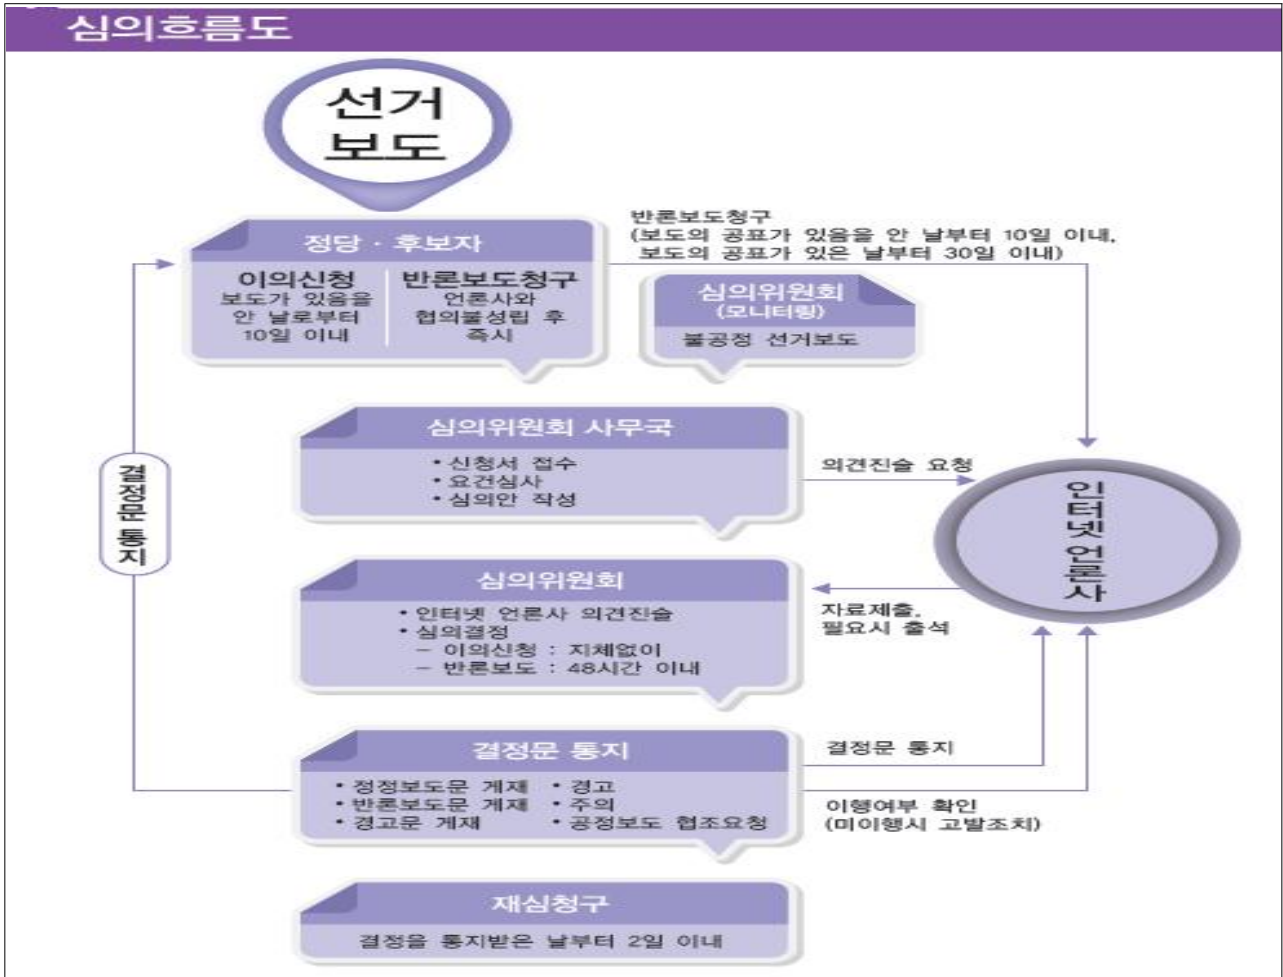 심의흐름도
선거
보도
정당 · 후보자
이의신청
보도가 있음을
안 날로부터
10일 이내
반론보도청구
언론사와
협의불성립 후
즉시
반론보도청구
(보도의 공표가 있음을 안 날부터 10일 이내,
보도의 공표가 있은 날부터 30일 이내)
심의위원회
(모니터링)
불공정 선거보도
심의위원회 사무국
• 신청서 접수
• 요건심사
• 심의안 작성
의견진술 요청
인터넷 언론사
결정문 통지
심의위원회
• 인터넷 언론사 의견진술
• 심의결정
– 이의신청 : 지체없이
– 반론보도 : 48시간 이내
자료제출,
필요시 출석
결정문 통지
• 정정보도문 게재 • 경고
• 반론보도문 게재 • 주의
• 경고문 게재 • 공정보도 협조요청
결정문 통지
이행여부 확인
(미이행시 고발조치)
재심청구
결정을 통지받은 날부터 2일 이내